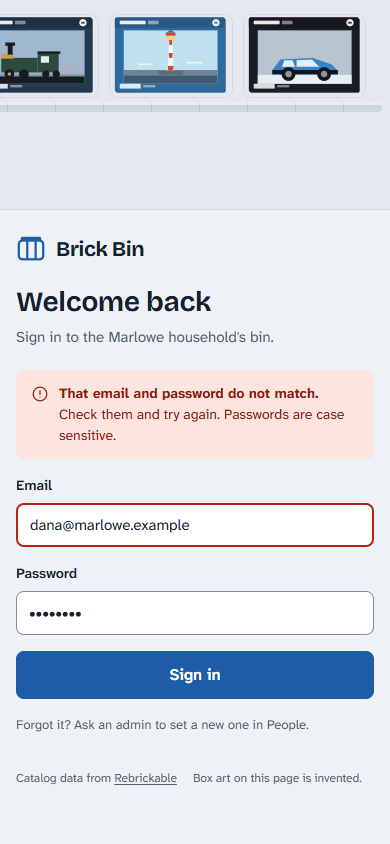 Brick Bin
Welcome back
Sign in to the Marlowe household's bin.
That email and password do not match.
Check them and try again. Passwords are case
sensitive.
Email
dana@marlowe.example
Password
••••••••
Sign in
Forgot it? Ask an admin to set a new one in People.
Catalog data from Rebrickable Box art on this page is invented.